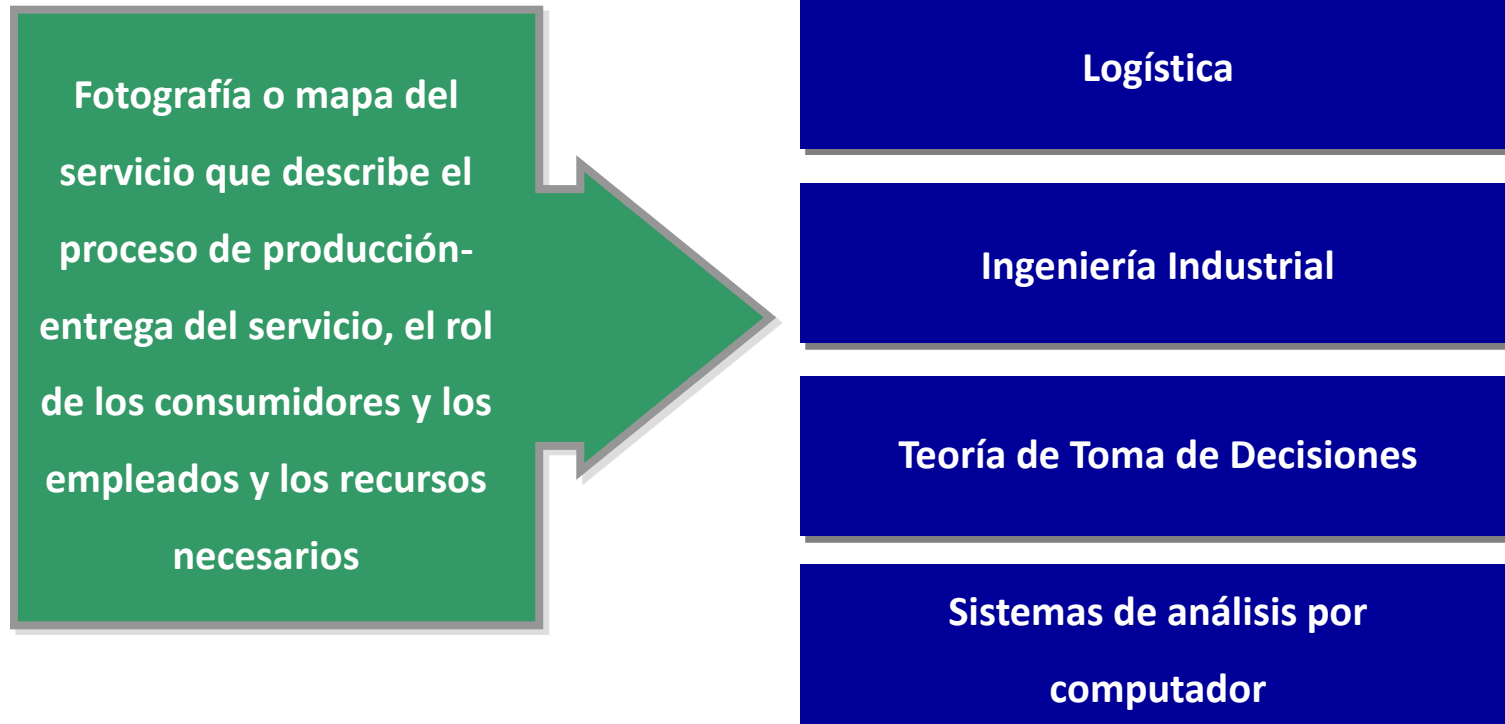 Fotografía o mapa del
servicio que describe el
proceso de producción-
entrega del servicio, el rol
de los consumidores y los
empleados y los recursos
necesarios
Logística
Ingeniería Industrial
Teoría de Toma de Decisiones
Sistemas de análisis por
computador